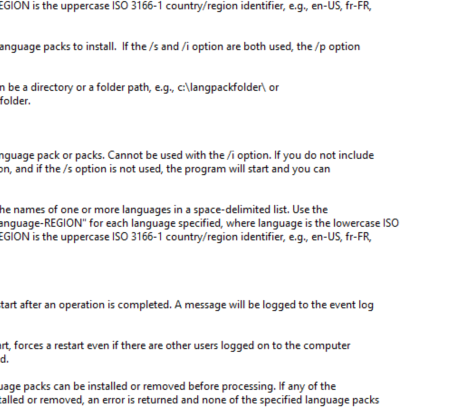 EGION is the uppercase ISO 3166-1 country/region identifier, e.g., en-US, fr-FR,
anguage packs to install. If the /s and /i option are both used, the /p option
n be a directory or a folder path, e.g., c:\langpackfolder\ or
folder.
nguage pack or packs. Cannot be used with the /i option. If you do not include
on, and if the /s option is not used, the program will start and you can
he names of one or more languages in a space-delimited list. Use the
anguage-REGION" for each language specified, where language is the lowercase ISO
EGION is the uppercase ISO 3166-1 country/region identifier, e.g., en-US, fr-FR,
tart after an operation is completed. A message will be logged to the event log
rt, forces a restart even if there are other users logged on to the computer
d.
uage packs can be installed or removed before processing. If any of the
talled or removed, an error is returned and none of the specified language packs